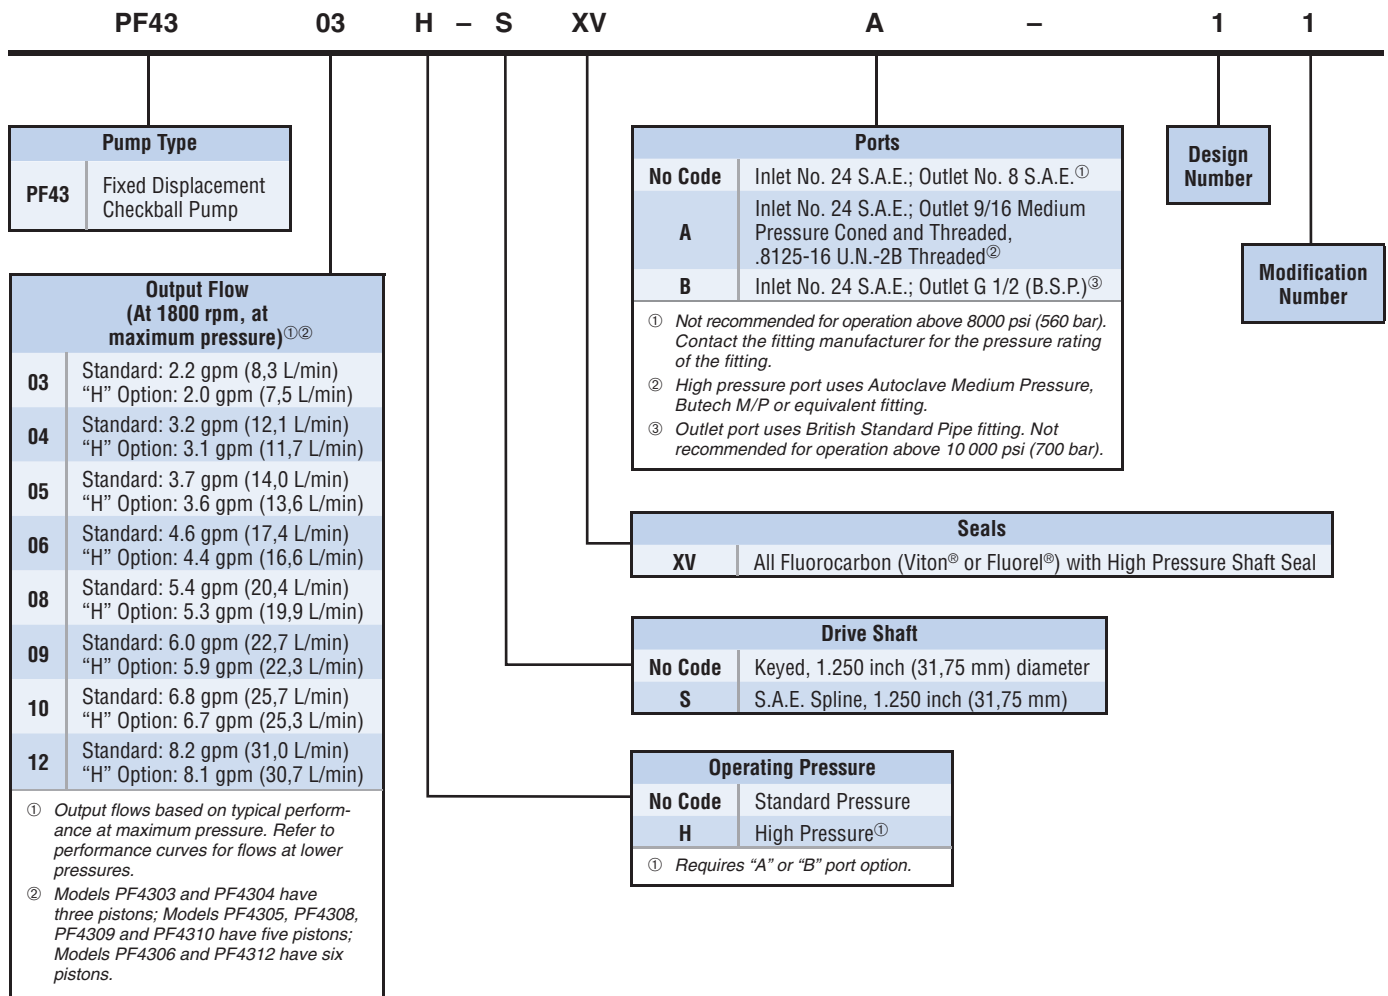 PF43 03 H – S XV A – 1 1
Pump Type
PF43 Fixed Displacement
Checkball Pump
Output Flow
(At 1800 rpm, at
maximum pressure)①②
03 Standard: 2.2 gpm (8,3 L/min)
“H” Option: 2.0 gpm (7,5 L/min)
04 Standard: 3.2 gpm (12,1 L/min)
“H” Option: 3.1 gpm (11,7 L/min)
05 Standard: 3.7 gpm (14,0 L/min)
“H” Option: 3.6 gpm (13,6 L/min)
06 Standard: 4.6 gpm (17,4 L/min)
“H” Option: 4.4 gpm (16,6 L/min)
08 Standard: 5.4 gpm (20,4 L/min)
“H” Option: 5.3 gpm (19,9 L/min)
09 Standard: 6.0 gpm (22,7 L/min)
“H” Option: 5.9 gpm (22,3 L/min)
10 Standard: 6.8 gpm (25,7 L/min)
“H” Option: 6.7 gpm (25,3 L/min)
12 Standard: 8.2 gpm (31,0 L/min)
“H” Option: 8.1 gpm (30,7 L/min)
① Output flows based on typical perform-
ance at maximum pressure. Refer to
performance curves for flows at lower
pressures.
② Models PF4303 and PF4304 have
three pistons; Models PF4305, PF4308,
PF4309 and PF4310 have five pistons;
Models PF4306 and PF4312 have six
pistons.
Ports
No Code Inlet No. 24 S.A.E.; Outlet No. 8 S.A.E.①
A Inlet No. 24 S.A.E.; Outlet 9/16 Medium
Pressure Coned and Threaded,
.8125-16 U.N.-2B Threaded②
B Inlet No. 24 S.A.E.; Outlet G 1/2 (B.S.P.)③
① Not recommended for operation above 8000 psi (560 bar).
Contact the fitting manufacturer for the pressure rating
of the fitting.
② High pressure port uses Autoclave Medium Pressure,
Butech M/P or equivalent fitting.
③ Outlet port uses British Standard Pipe fitting. Not
recommended for operation above 10 000 psi (700 bar).
Design
Number
Modification
Number
Seals
XV All Fluorocarbon (Viton® or Fluorel®) with High Pressure Shaft Seal
Drive Shaft
No Code Keyed, 1.250 inch (31,75 mm) diameter
S S.A.E. Spline, 1.250 inch (31,75 mm)
Operating Pressure
No Code Standard Pressure
H High Pressure①
① Requires “A” or “B” port option.